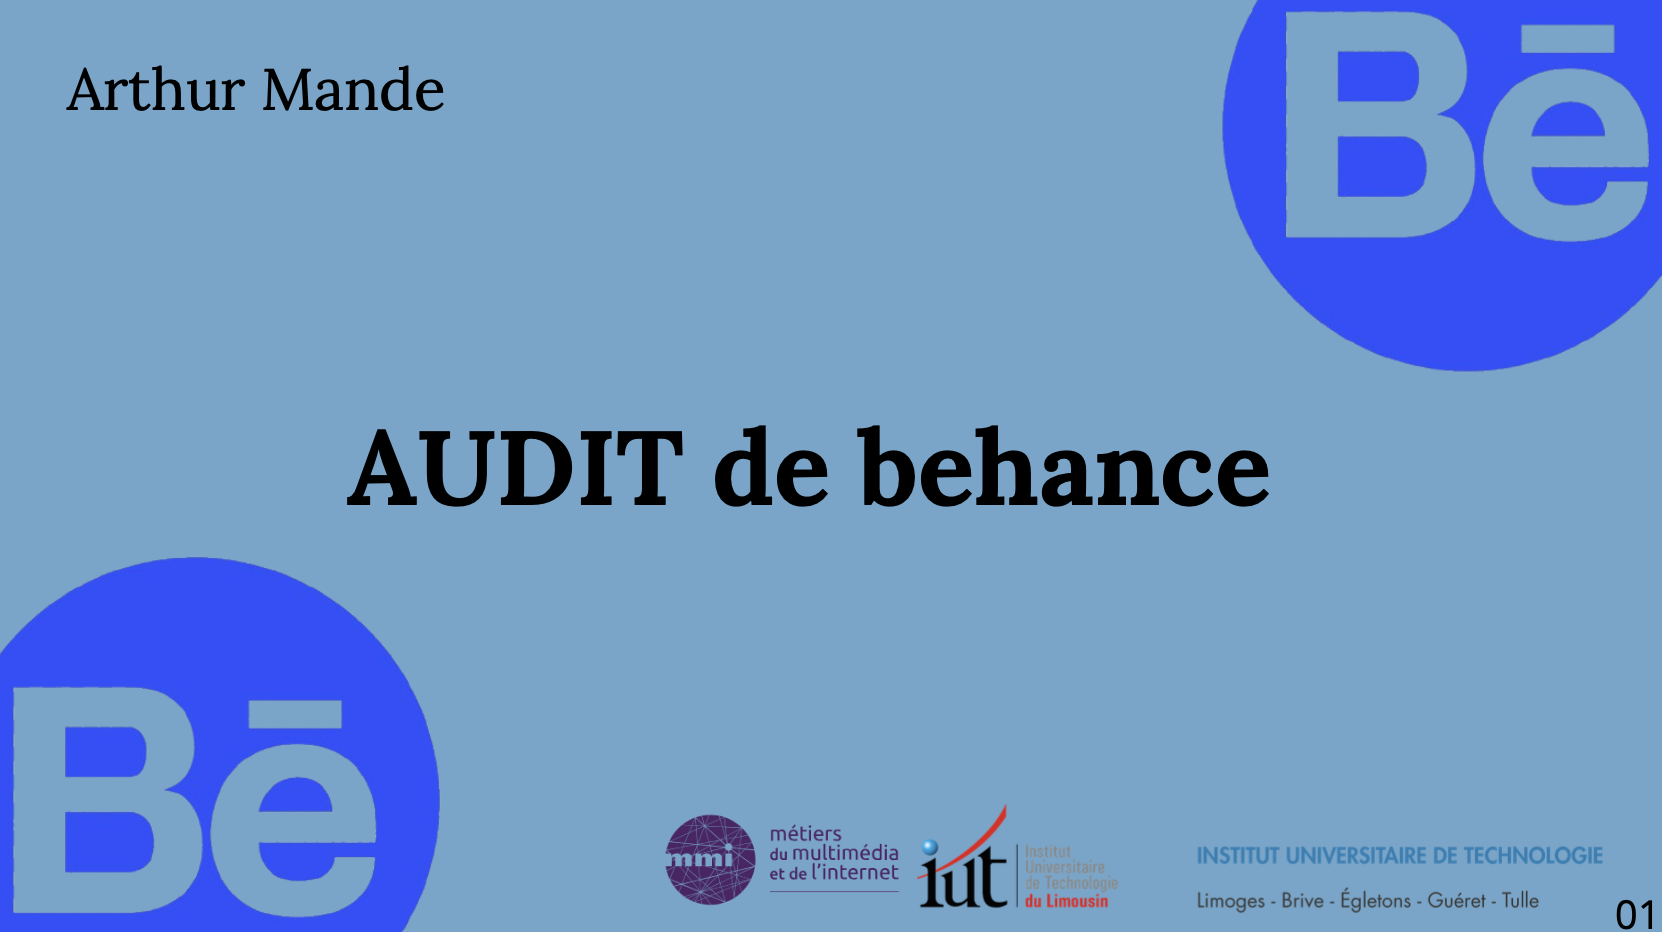 Arthur Mande
Bē
AUDIT de behance
Bē
mmi
métiers
du multimédia
et de l'internet
iut
Institut
Universitaire
de Technologie
du Limousin
INSTITUT UNIVERSITAIRE DE TECHNOLOGIE
Limoges - Brive - Égletons - Guéret - Tulle
01